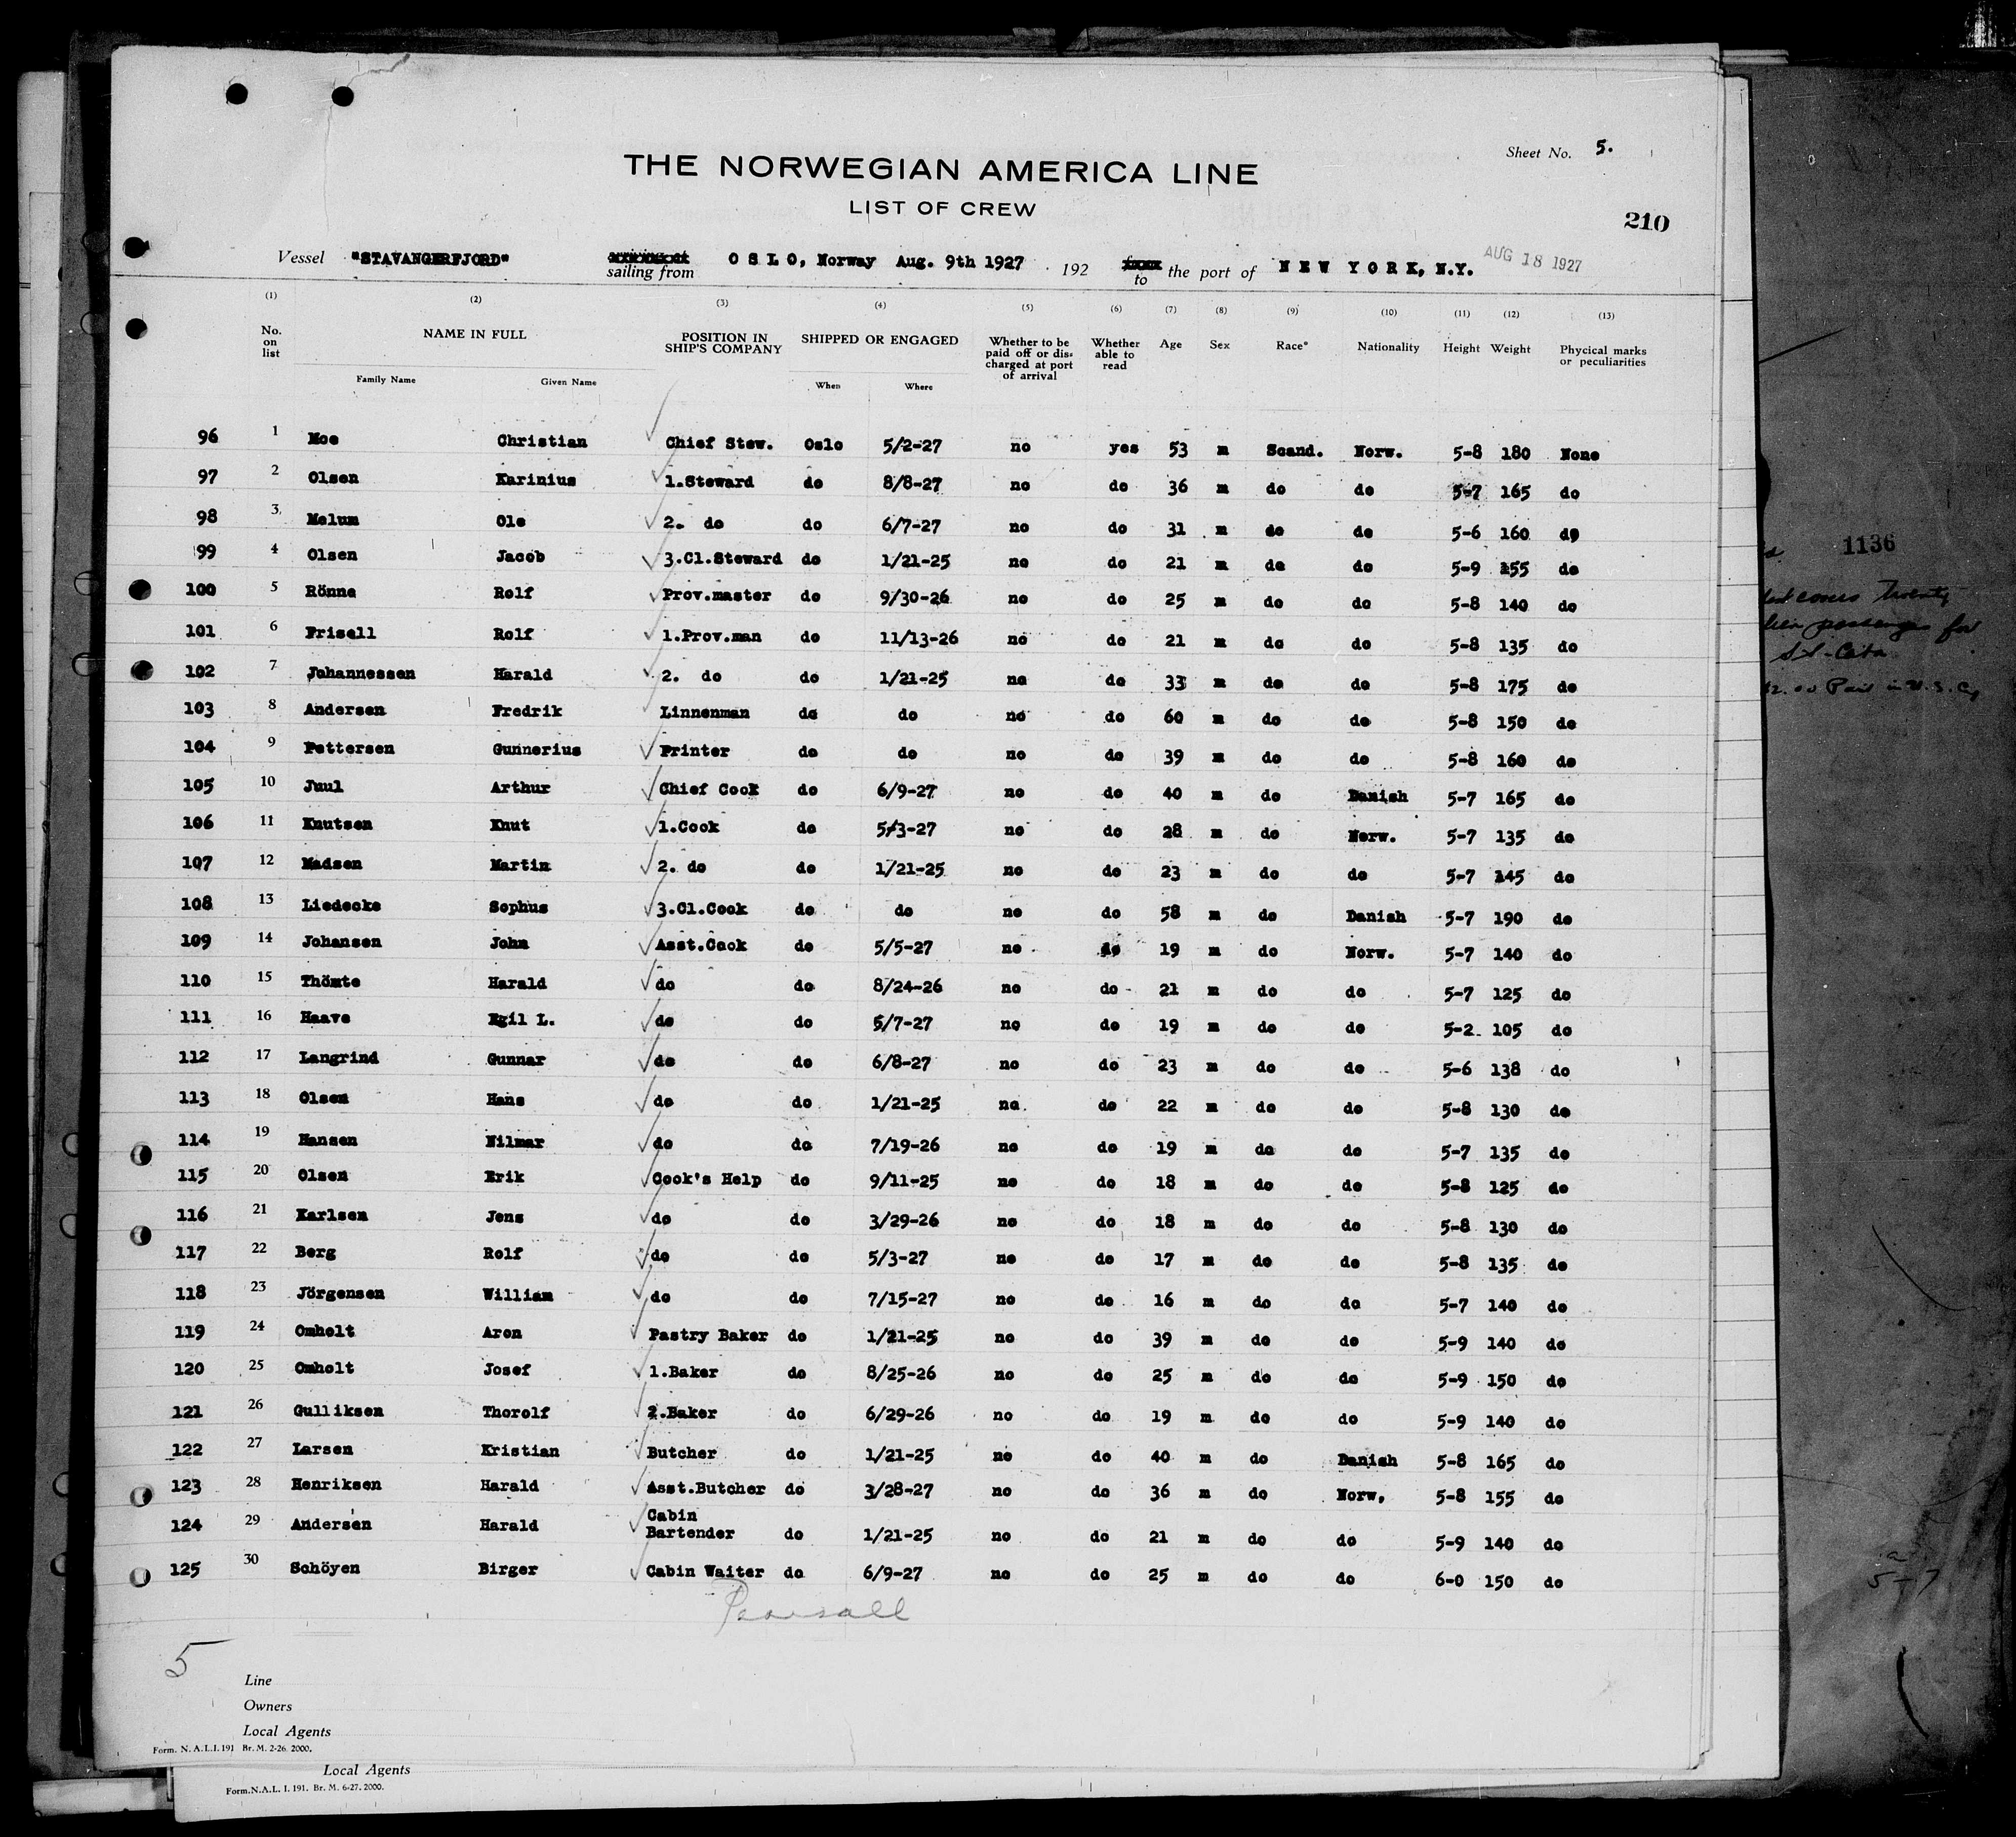 Sheet No. 5.
THE NORWEGIAN AMERICA LINE
LIST OF CREW
210
Vessel "STAVANGERFJORD" sailing from OSLO, Norway Aug. 9th 1927 192 to the port of NEW YORK, N.Y. AUG 18 1927
(1) (2) (3) (4) (5) (6) (7) (8) (9) (10) (11) (12) (13)
No. on list NAME IN FULL Family Name Given Name POSITION IN SHIP'S COMPANY SHIPPED OR ENGAGED When Where Whether to be paid off or discharged at port of arrival Whether able to read Age Sex Race* Nationality Height Weight Phycical marks or peculiarities
96 1 Moe Christian Chief Stew. Oslo 5/2-27 no yes 53 m Scand. Norw. 5-8 180 None
97 2 Olsen Karinius 1.Steward do 8/8-27 no do 36 m do do 5-7 165 do
98 3 Melum Ole 2. do do 6/7-27 no do 31 m do do 5-6 160 do
99 4 Olsen Jacob 3.Cl.Steward do 1/21-25 no do 21 m do do 5-9 155 do
100 5 Rönne Rolf Prov.master do 9/30-26 no do 25 m do do 5-8 140 do
101 6 Frisell Rolf 1.Prov.man do 11/13-26 no do 21 m do do 5-8 135 do
102 7 Johannessen Harald 2. do do 1/21-25 no do 33 m do do 5-8 175 do
103 8 Andersen Fredrik Linnenman do do no do 60 m do do 5-8 150 do
104 9 Pettersen Gunnerius Printer do do no do 39 m do do 5-8 160 do
105 10 Juul Arthur Chief Cook do 6/9-27 no do 40 m do Danish 5-7 165 do
106 11 Knutsen Knut 1.Cook do 5/3-27 no do 28 m do Norw. 5-7 135 do
107 12 Madsen Martin 2. do do 1/21-25 no do 23 m do do 5-7 145 do
108 13 Liedecke Sophus 3.Cl.Cook do do no do 58 m do Danish 5-7 190 do
109 14 Johansen John Asst.Cook do 5/5-27 no do 19 m do Norw. 5-7 140 do
110 15 Thömte Harald do do 8/24-26 no do 21 m do do 5-7 125 do
111 16 Haave Egil L. do do 5/7-27 no do 19 m do do 5-2 105 do
112 17 Langrind Gunnar do do 6/8-27 no do 23 m do do 5-6 138 do
113 18 Olsen Hans do do 1/21-25 no do 22 m do do 5-8 130 do
114 19 Hansen Hilmar do do 7/19-26 no do 19 m do do 5-7 135 do
115 20 Olsen Erik Cook's Help do 9/11-25 no do 18 m do do 5-8 125 do
116 21 Karlsen Jens do do 3/29-26 no do 18 m do do 5-8 130 do
117 22 Berg Rolf do do 5/3-27 no do 17 m do do 5-8 135 do
118 23 Jörgensen William do do 7/15-27 no do 16 m do do 5-7 140 do
119 24 Omholt Aron Pastry Baker do 1/21-25 no do 39 m do do 5-9 140 do
120 25 Omholt Josef 1.Baker do 8/25-26 no do 25 m do do 5-9 150 do
121 26 Gulliksen Thorolf 2.Baker do 6/29-26 no do 19 m do do 5-9 140 do
122 27 Larsen Kristian Butcher do 1/21-25 no do 40 m do Danish 5-8 165 do
123 28 Henriksen Harald Asst.Butcher do 3/28-27 no do 36 m do Norw, 5-8 155 do
124 29 Andersen Harald Cabin Bartender do 1/21-25 no do 21 m do do 5-9 140 do
125 30 Schöyen Birger Cabin Waiter do 6/9-27 no do 25 m do do 6-0 150 do
Pearsall
5
Line
Owners
Local Agents
Form. N. A.L.I. 191 Br. M. 2-26. 2000.
Local Agents
Form.N.A.L. I. 191. Br. M. 6-27. 2000.
1136